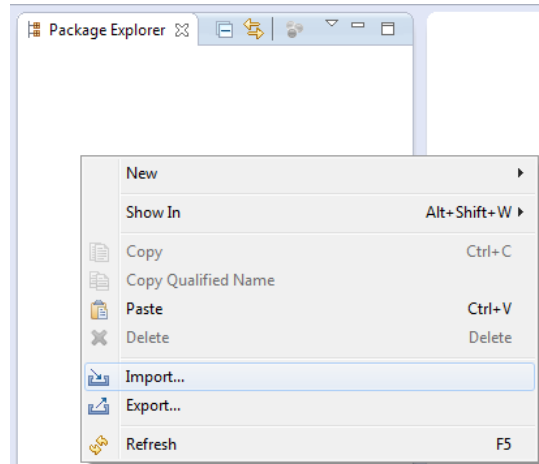 Package Explorer
New
Show In Alt+Shift+W
Copy Ctrl+C
Copy Qualified Name
Paste Ctrl+V
Delete Delete
Import...
Export...
Refresh F5